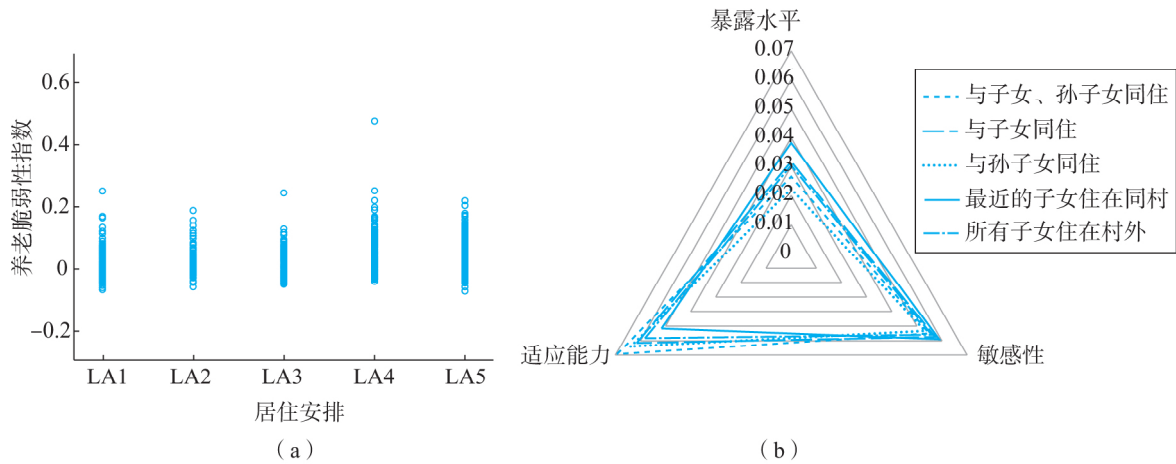 养老脆弱性指数
0.6
0.4
0.2
0
−0.2
LA1 LA2 LA3 LA4 LA5
居住安排
（a）
暴露水平
0.07
0.06
0.05
0.04
0.03
0.02
0.01
0
适应能力
敏感性
与子女、孙子女同住
与子女同住
与孙子女同住
最近的子女住在同村
所有子女住在村外
（b）